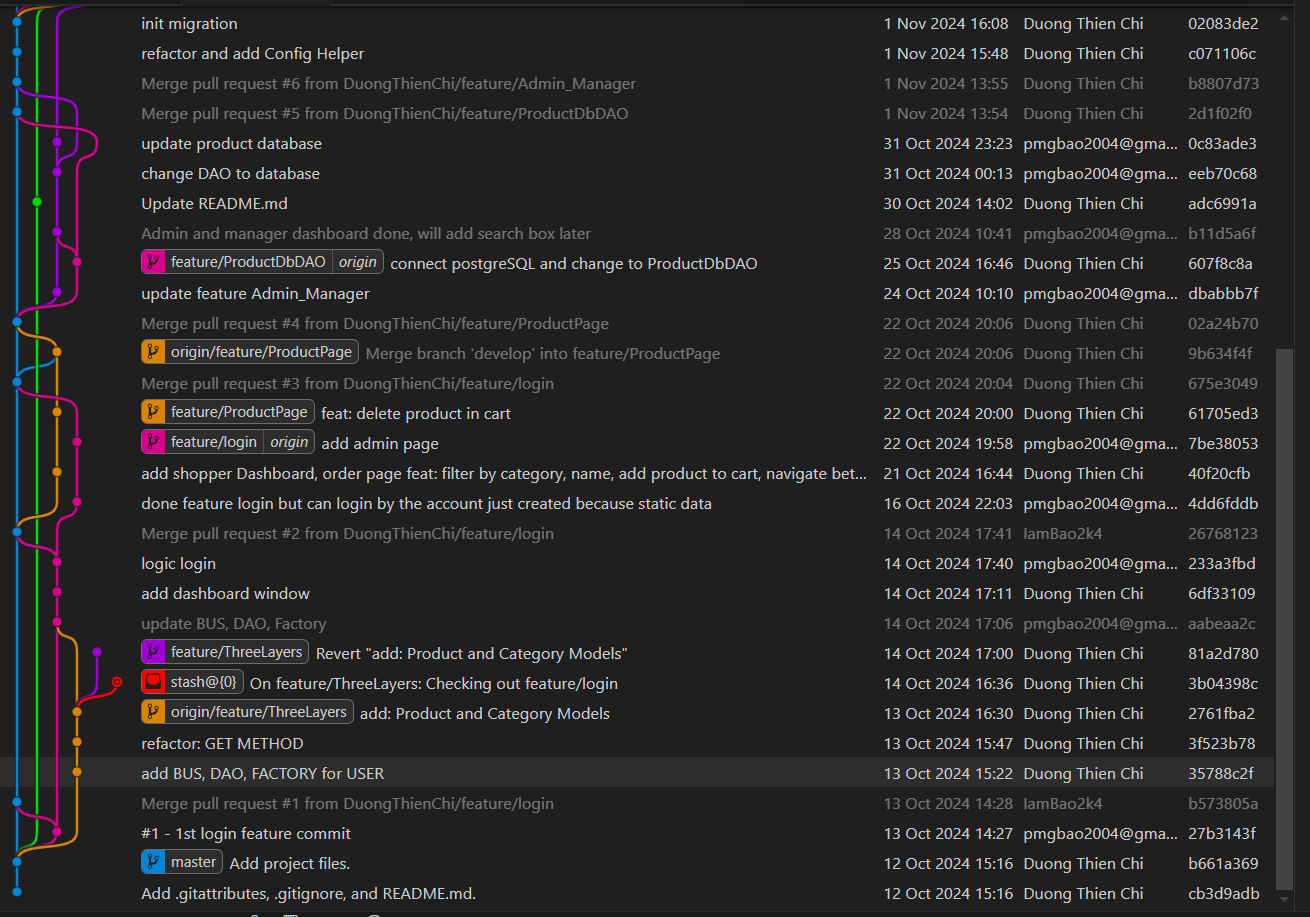 init migration 1 Nov 2024 16:08 Duong Thien Chi 02083de2
refactor and add Config Helper 1 Nov 2024 15:48 Duong Thien Chi c071106c
Merge pull request #6 from DuongThienChi/feature/Admin_Manager 1 Nov 2024 13:55 Duong Thien Chi b8807d73
Merge pull request #5 from DuongThienChi/feature/ProductDbDAO 1 Nov 2024 13:54 Duong Thien Chi 2d1f02f0
update product database 31 Oct 2024 23:23 pmgbao2004@gma... 0c83ade3
change DAO to database 31 Oct 2024 00:13 pmgbao2004@gma... eeb70c68
Update README.md 30 Oct 2024 14:02 Duong Thien Chi adc6991a
Admin and manager dashboard done, will add search box later 28 Oct 2024 10:41 pmgbao2004@gma... b11d5a6f
feature/ProductDbDAO origin connect postgreSQL and change to ProductDbDAO 25 Oct 2024 16:46 Duong Thien Chi 607f8c8a
update feature Admin_Manager 24 Oct 2024 10:10 pmgbao2004@gma... dbabbb7f
Merge pull request #4 from DuongThienChi/feature/ProductPage 22 Oct 2024 20:06 Duong Thien Chi 02a24b70
origin/feature/ProductPage Merge branch 'develop' into feature/ProductPage 22 Oct 2024 20:06 Duong Thien Chi 9b634f4f
Merge pull request #3 from DuongThienChi/feature/login 22 Oct 2024 20:04 Duong Thien Chi 675e3049
feature/ProductPage feat: delete product in cart 22 Oct 2024 20:00 Duong Thien Chi 61705ed3
feature/login origin add admin page 22 Oct 2024 19:58 pmgbao2004@gma... 7be38053
add shopper Dashboard, order page feat: filter by category, name, add product to cart, navigate bet... 21 Oct 2024 16:44 Duong Thien Chi 40f20cfb
done feature login but can login by the account just created because static data 16 Oct 2024 22:03 pmgbao2004@gma... 4dd6fddb
Merge pull request #2 from DuongThienChi/feature/login 14 Oct 2024 17:41 IamBao2k4 26768123
logic login 14 Oct 2024 17:40 pmgbao2004@gma... 233a3fbd
add dashboard window 14 Oct 2024 17:11 Duong Thien Chi 6df33109
update BUS, DAO, Factory 14 Oct 2024 17:06 pmgbao2004@gma... aabeaa2c
feature/ThreeLayers Revert "add: Product and Category Models" 14 Oct 2024 17:00 Duong Thien Chi 81a2d780
stash@{0} On feature/ThreeLayers: Checking out feature/login 14 Oct 2024 16:36 Duong Thien Chi 3b04398c
origin/feature/ThreeLayers add: Product and Category Models 13 Oct 2024 16:30 Duong Thien Chi 2761fba2
refactor: GET METHOD 13 Oct 2024 15:47 Duong Thien Chi 3f523b78
add BUS, DAO, FACTORY for USER 13 Oct 2024 15:22 Duong Thien Chi 35788c2f
Merge pull request #1 from DuongThienChi/feature/login 13 Oct 2024 14:28 IamBao2k4 b573805a
#1 - 1st login feature commit 13 Oct 2024 14:27 pmgbao2004@gma... 27b3143f
master Add project files. 12 Oct 2024 15:16 Duong Thien Chi b661a369
Add .gitattributes, .gitignore, and README.md. 12 Oct 2024 15:16 Duong Thien Chi cb3d9adb